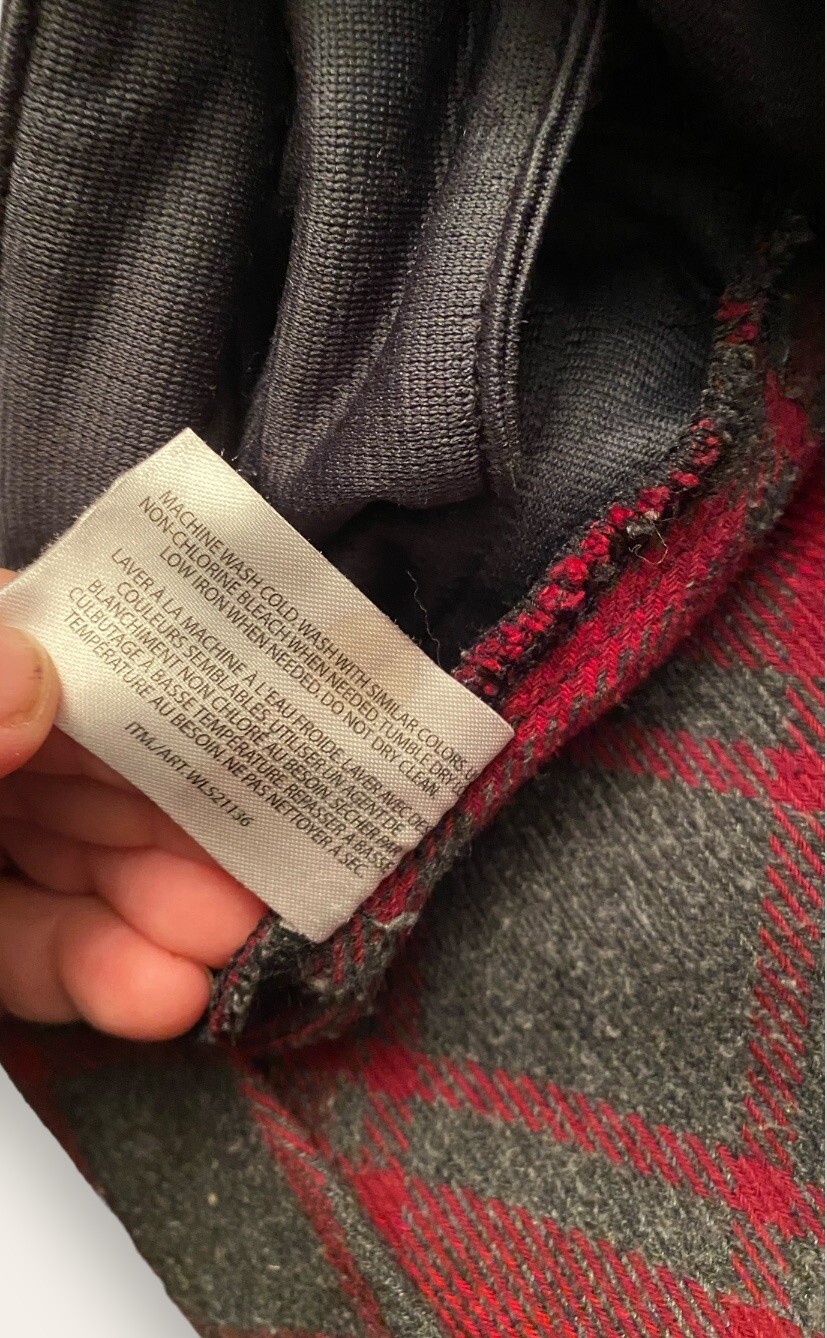 MACHINE WASH COLD. WASH WITH SIMILAR COLORS. U
NON-CHLORINE BLEACH WHEN NEEDED. TUMBLE DRY L
LOW IRON WHEN NEEDED. DO NOT DRY CLEAN.
LAVER À LA MACHINE À L'EAU FROIDE. LAVER AVEC DES
COULEURS SEMBLABLES. UTILISER UN AGENT DE
BLANCHIMENT NON CHLORÉ AU BESOIN. SÉCHER PAR
CULBUTAGE À BASSE TEMPÉRATURE. REPASSER À BASSE
TEMPÉRATURE AU BESOIN. NE PAS NETTOYER À SEC.
ITM./ART. WLS21136